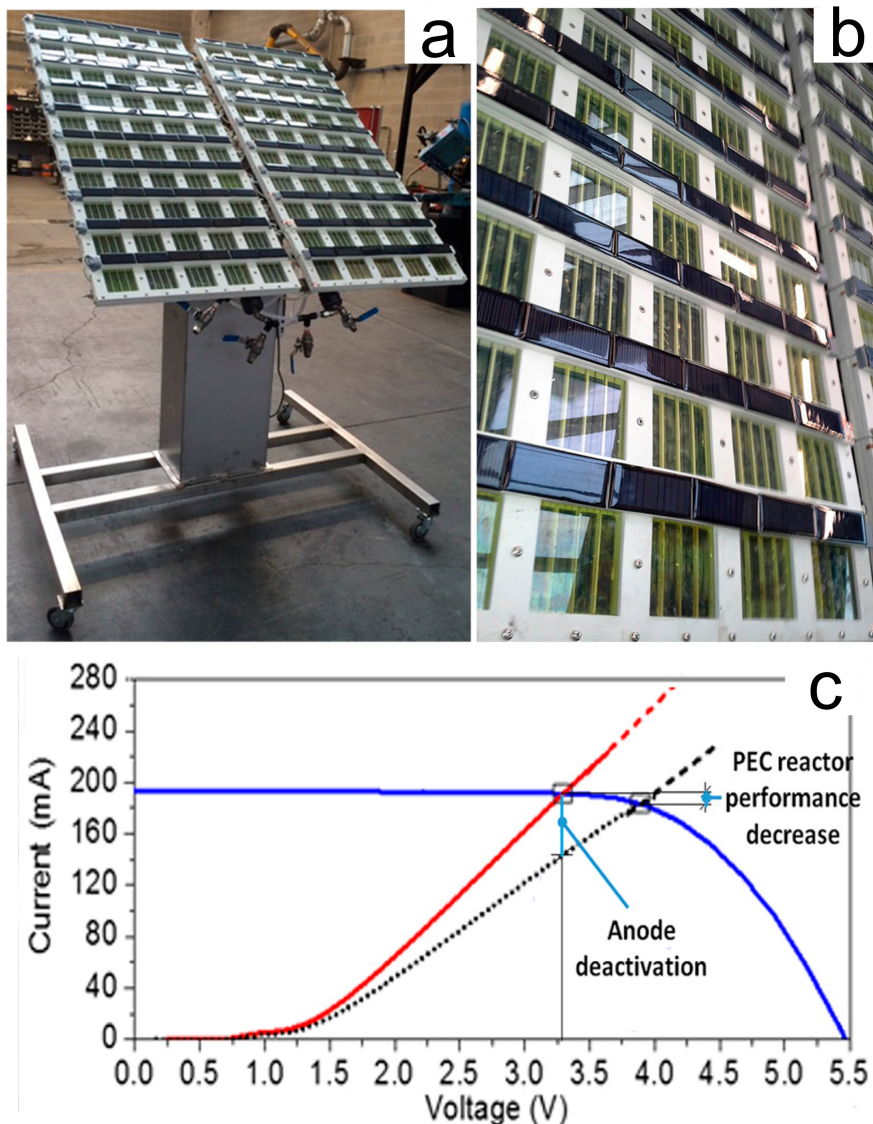 a
b
c
280
240
200
160
120
80
40
0
Current (mA)
PEC reactor
performance
decrease
Anode
deactivation
0.0 0.5 1.0 1.5 2.0 2.5 3.0 3.5 4.0 4.5 5.0 5.5
Voltage (V)